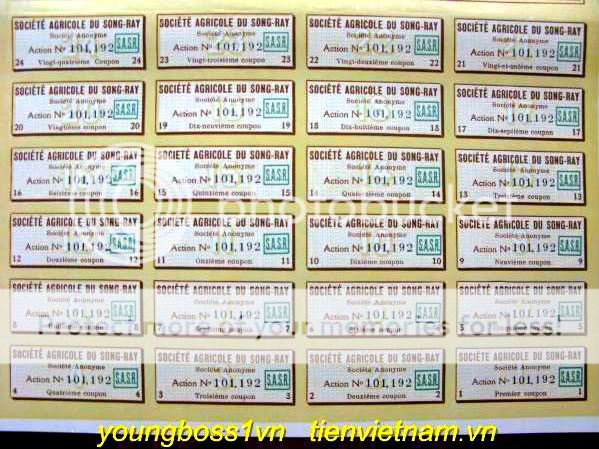 SOCIÉTÉ AGRICOLE DU SONG-RAY
Société Anonyme
Action Nº 101,192 S.A.S.R.
24 Vingt-quatrième Coupon 24
SOCIÉTÉ AGRICOLE DU SONG-RAY
Société Anonyme
Action Nº 101,192 S.A.S.R.
23 Vingt-troisième Coupon 23
SOCIÉTÉ AGRICOLE DU SONG-RAY
Société Anonyme
Action Nº 101,192 S.A.S.R.
22 Vingt-deuxième Coupon 22
SOCIÉTÉ AGRICOLE DU SONG-RAY
Société Anonyme
Action Nº 101,192 S.A.S.R.
21 Vingt-et-unième Coupon 21
SOCIÉTÉ AGRICOLE DU SONG-RAY
Société Anonyme
Action Nº 101,192 S.A.S.R.
20 Vingtième coupon 20
SOCIÉTÉ AGRICOLE DU SONG-RAY
Société Anonyme
Action Nº 101,192 S.A.S.R.
19 Dix-neuvième coupon 19
SOCIÉTÉ AGRICOLE DU SONG-RAY
Société Anonyme
Action Nº 101,192 S.A.S.R.
18 Dix-huitième coupon 18
SOCIÉTÉ AGRICOLE DU SONG-RAY
Société Anonyme
Action Nº 101,192 S.A.S.R.
17 Dix-septième coupon 17
SOCIÉTÉ AGRICOLE DU SONG-RAY
Société Anonyme
Action Nº 101,192 S.A.S.R.
16 Seizième coupon 16
SOCIÉTÉ AGRICOLE DU SONG-RAY
Société Anonyme
Action Nº 101,192 S.A.S.R.
15 Quinzième coupon 15
SOCIÉTÉ AGRICOLE DU SONG-RAY
Société Anonyme
Action Nº 101,192 S.A.S.R.
14 Quatorzième coupon 14
SOCIÉTÉ AGRICOLE DU SONG-RAY
Société Anonyme
Action Nº 101,192 S.A.S.R.
13 Treizième coupon 13
photobucket
SOCIÉTÉ AGRICOLE DU SONG-RAY
Société Anonyme
Action Nº 101,192 S.A.S.R.
12 Douzième coupon 12
SOCIÉTÉ AGRICOLE DU SONG-RAY
Société Anonyme
Action Nº 101,192 S.A.S.R.
11 Onzième coupon 11
SOCIÉTÉ AGRICOLE DU SONG-RAY
Société Anonyme
Action Nº 101,192 S.A.S.R.
10 Dixième coupon 10
SOCIÉTÉ AGRICOLE DU SONG-RAY
Société Anonyme
Action Nº 101,192 S.A.S.R.
9 Neuvième coupon 9
SOCIÉTÉ AGRICOLE DU SONG-RAY
Société Anonyme
Action Nº 101,192 S.A.S.R.
SOCIÉTÉ AGRICOLE DU SONG-RAY
Société Anonyme
Action Nº 101,192 S.A.S.R.
SOCIÉTÉ AGRICOLE DU SONG-RAY
Société Anonyme
Action Nº 101,192 S.A.S.R.
SOCIÉTÉ AGRICOLE DU SONG-RAY
Société Anonyme
Action Nº 101,192 S.A.S.R.
Protect more of your memories for less!
SOCIÉTÉ AGRICOLE DU SONG-RAY
Société Anonyme
Action Nº 101,192 S.A.S.R.
4 Quatrième coupon 4
SOCIÉTÉ AGRICOLE DU SONG-RAY
Société Anonyme
Action Nº 101,192 S.A.S.R.
3 Troisième coupon 3
SOCIÉTÉ AGRICOLE DU SONG-RAY
Société Anonyme
Action Nº 101,192 S.A.S.R.
2 Deuxième coupon 2
SOCIÉTÉ AGRICOLE DU SONG-RAY
Société Anonyme
Action Nº 101,192 S.A.S.R.
1 Premier coupon 1
youngboss1vn tienvietnam.vn